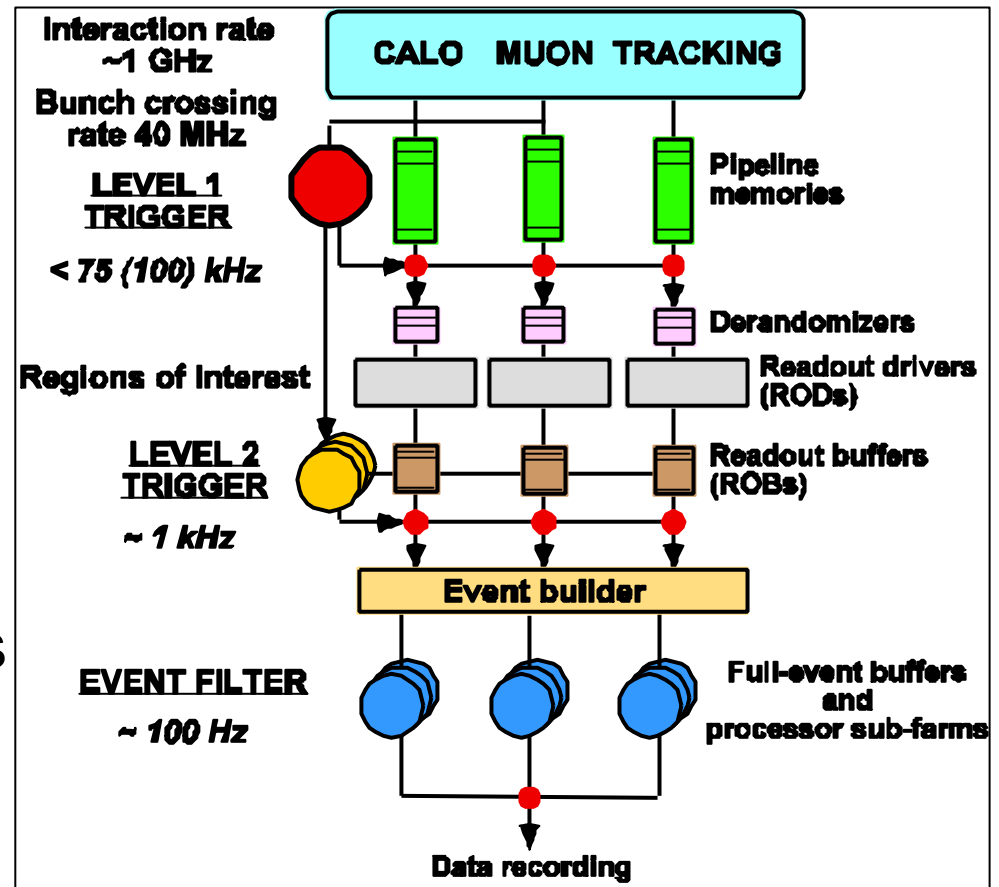 Interaction rate
~1 GHz
CALO MUON TRACKING
Bunch crossing
rate 40 MHz
LEVEL 1
TRIGGER
< 75 (100) kHz
Pipeline
memories
Derandomizers
Regions of Interest
Readout drivers
(RODs)
LEVEL 2
TRIGGER
~ 1 kHz
Readout buffers
(ROBs)
Event builder
S
EVENT FILTER
~ 100 Hz
Full-event buffers
and
processor sub-farms
Data recording